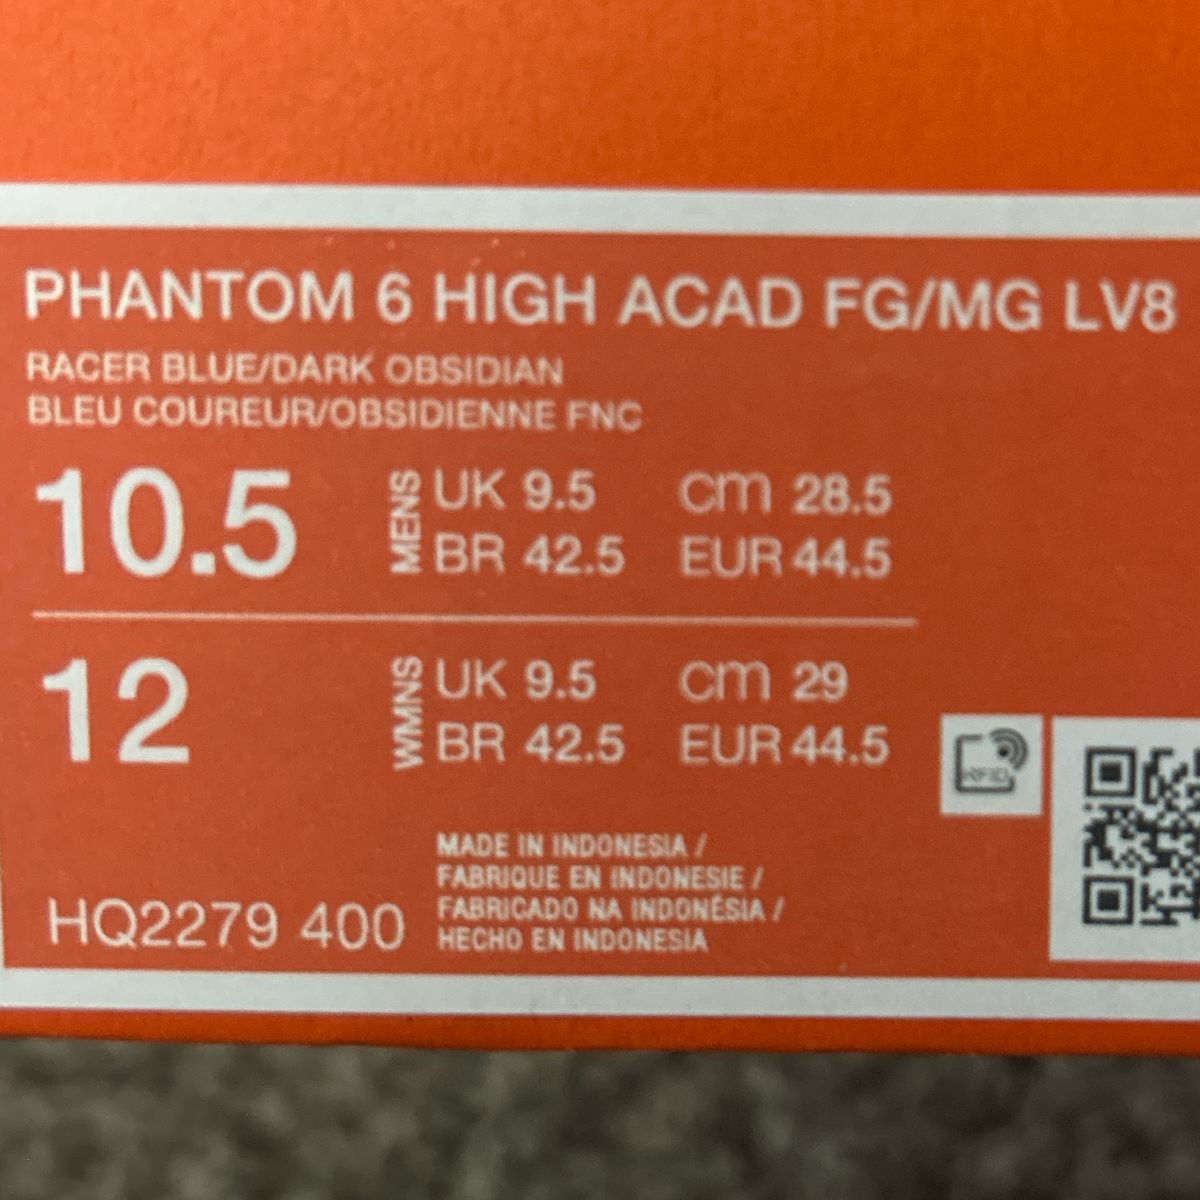 PHANTOM 6 HIGH ACAD FG/MG LV8
RACER BLUE/DARK OBSIDIAN
BLEU COUREUR/OBSIDIENNE FNC
10.5 MENS UK 9.5 cm 28.5
BR 42.5 EUR 44.5
12 WMNS UK 9.5 cm 29
BR 42.5 EUR 44.5
RFID
MADE IN INDONESIA /
FABRIQUE EN INDONESIE /
FABRICADO NA INDONÉSIA /
HECHO EN INDONESIA
HQ2279 400